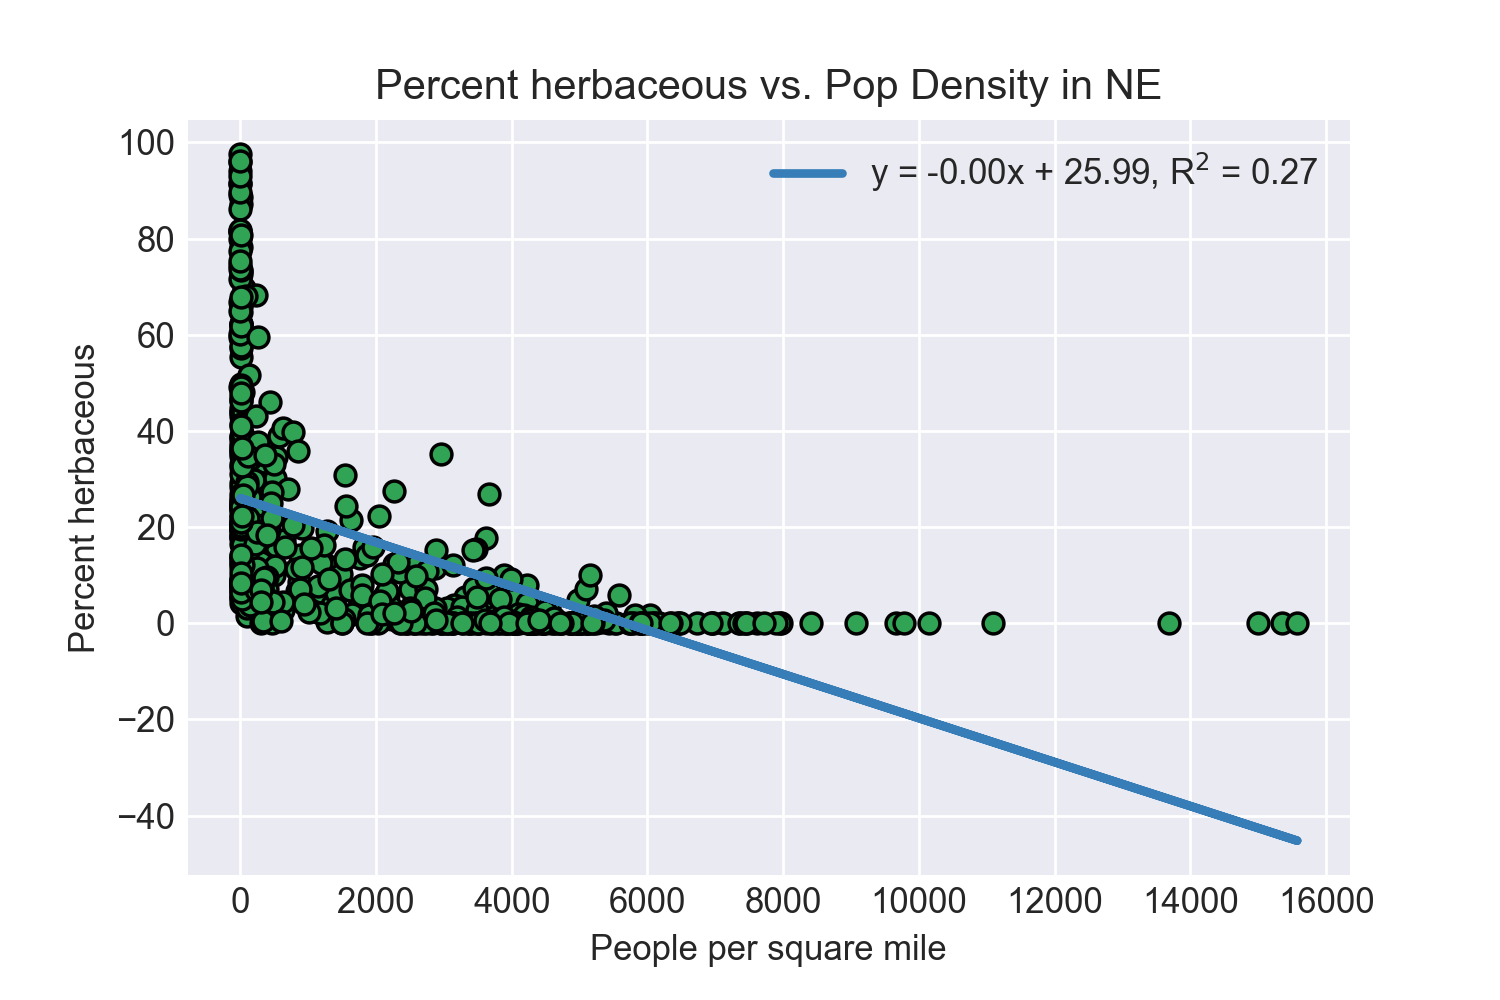 Percent herbaceous vs. Pop Density in NE
y = -0.00x + 25.99, R² = 0.27
100
80
60
40
20
0
−20
−40
Percent herbaceous
0 2000 4000 6000 8000 10000 12000 14000 16000
People per square mile